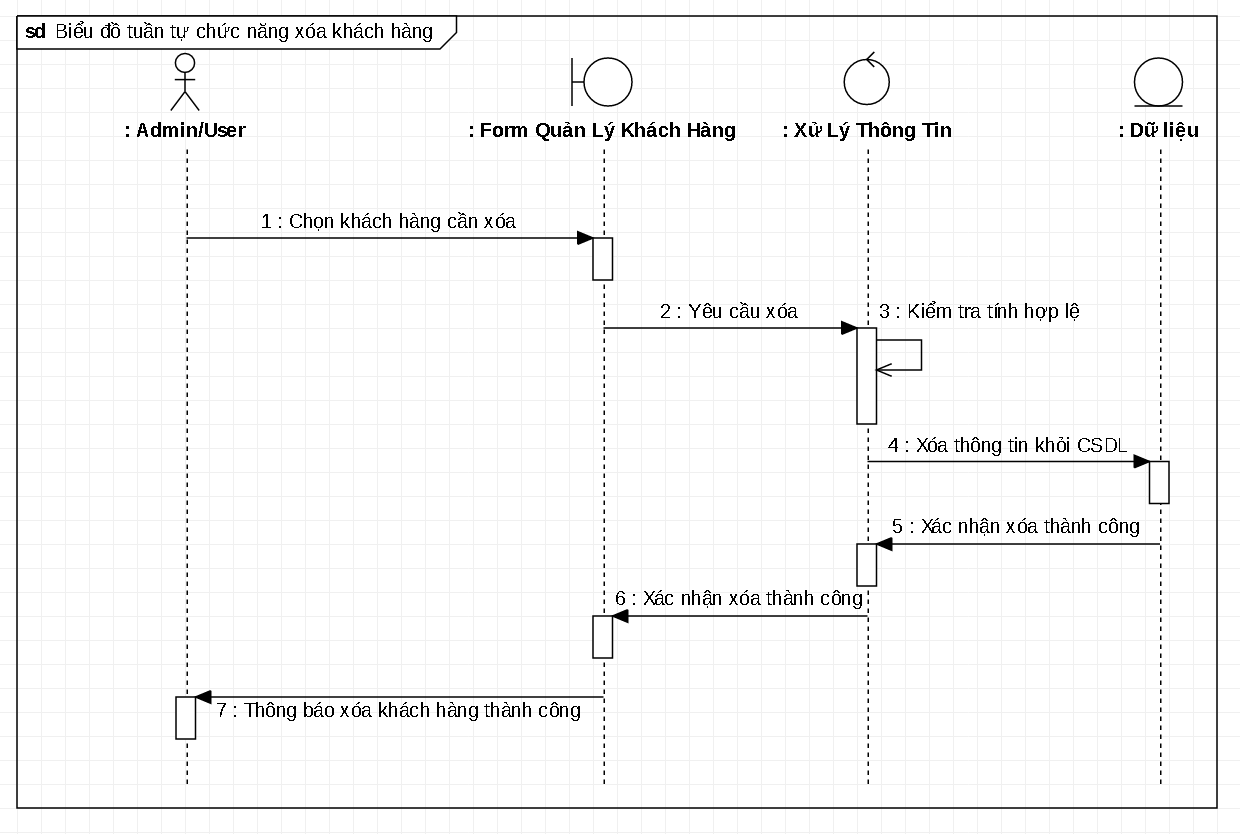 sd Biểu đồ tuần tự chức năng xóa khách hàng
: Admin/User
: Form Quản Lý Khách Hàng
: Xử Lý Thông Tin
: Dữ liệu
1 : Chọn khách hàng cần xóa
2 : Yêu cầu xóa
3 : Kiểm tra tính hợp lệ
4 : Xóa thông tin khỏi CSDL
5 : Xác nhận xóa thành công
6 : Xác nhận xóa thành công
7 : Thông báo xóa khách hàng thành công